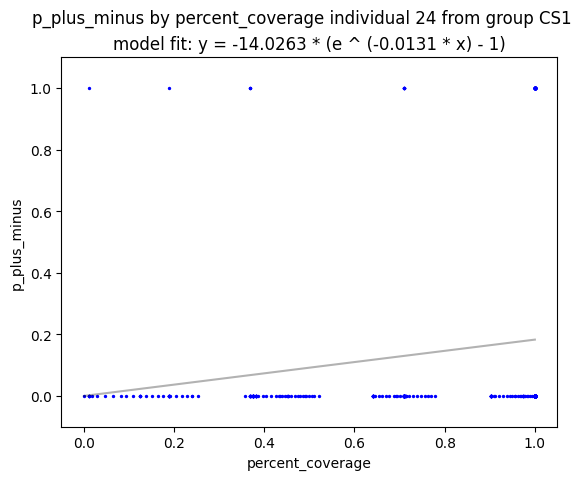 p_plus_minus by percent_coverage individual 24 from group CS1
model fit: y = -14.0263 * (e ^ (-0.0131 * x) - 1)
1.0
0.8
0.6
0.4
0.2
0.0
p_plus_minus
0.0 0.2 0.4 0.6 0.8 1.0
percent_coverage